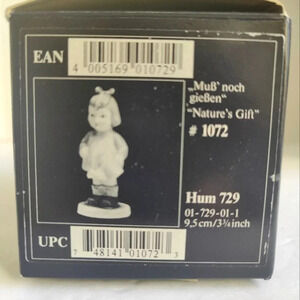 EAN
4 005169 010729
„Muß' noch
gießen“
“Nature's Gift”
# 1072
Hum 729
01-729-01-1
9,5 cm/3¾ inch
UPC
7 48141 01072 3